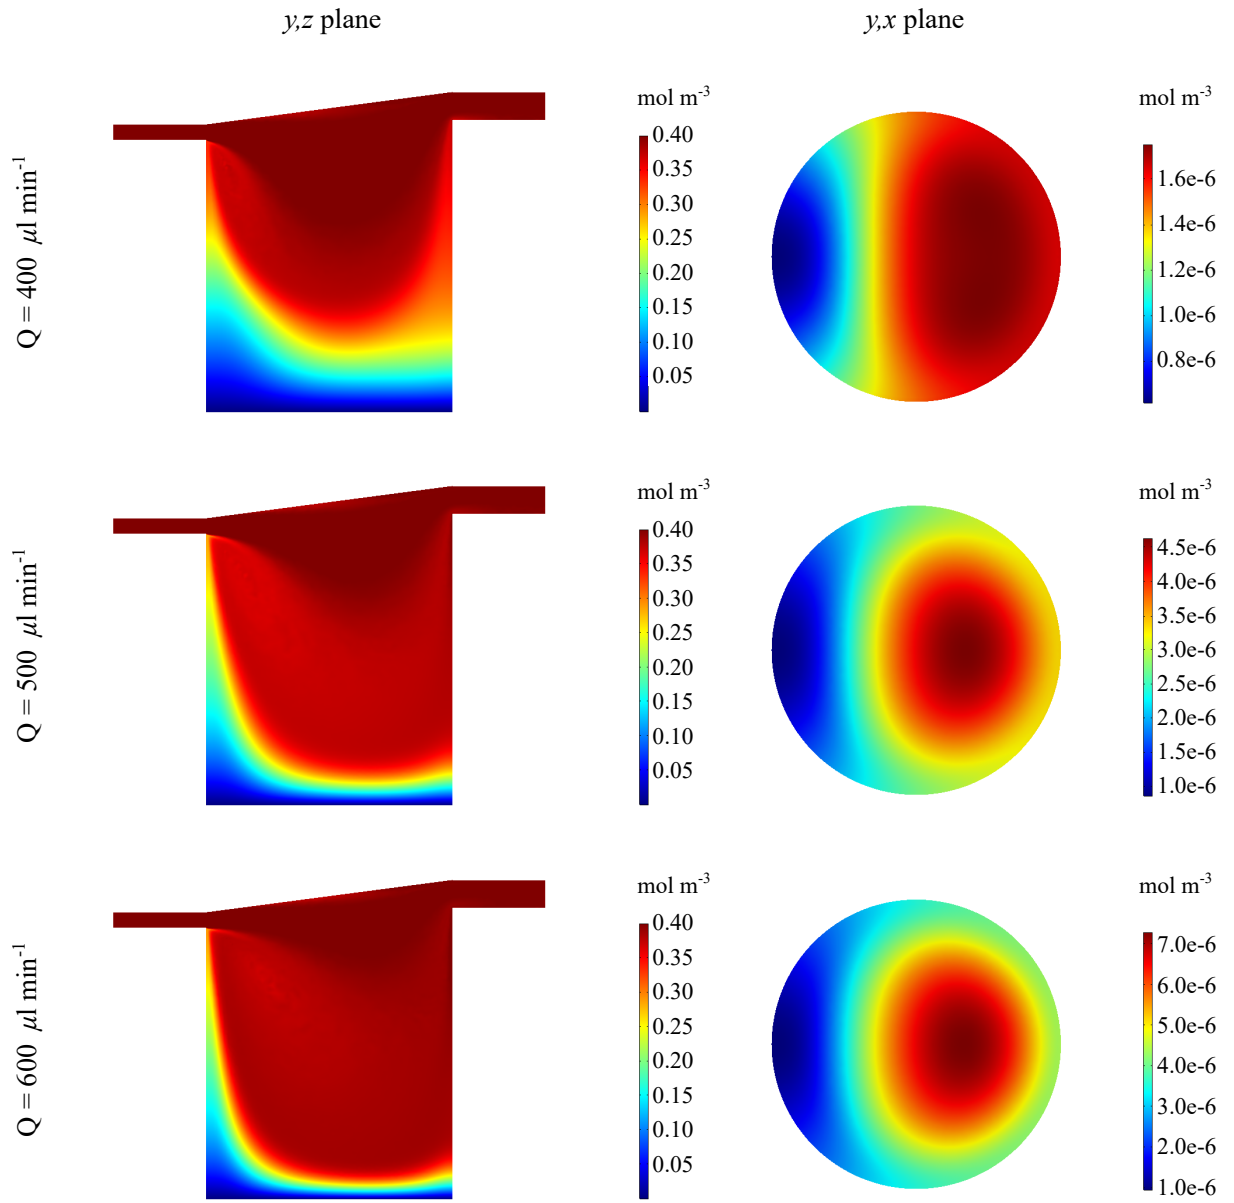 y,z plane
y,x plane
Q = 400 μl min-1
mol m-3
0.40
0.35
0.30
0.25
0.20
0.15
0.10
0.05
mol m-3
1.6e-6
1.4e-6
1.2e-6
1.0e-6
0.8e-6
Q = 500 μl min-1
mol m-3
0.40
0.35
0.30
0.25
0.20
0.15
0.10
0.05
mol m-3
4.5e-6
4.0e-6
3.5e-6
3.0e-6
2.5e-6
2.0e-6
1.5e-6
1.0e-6
Q = 600 μl min-1
mol m-3
0.40
0.35
0.30
0.25
0.20
0.15
0.10
0.05
mol m-3
7.0e-6
6.0e-6
5.0e-6
4.0e-6
3.0e-6
2.0e-6
1.0e-6